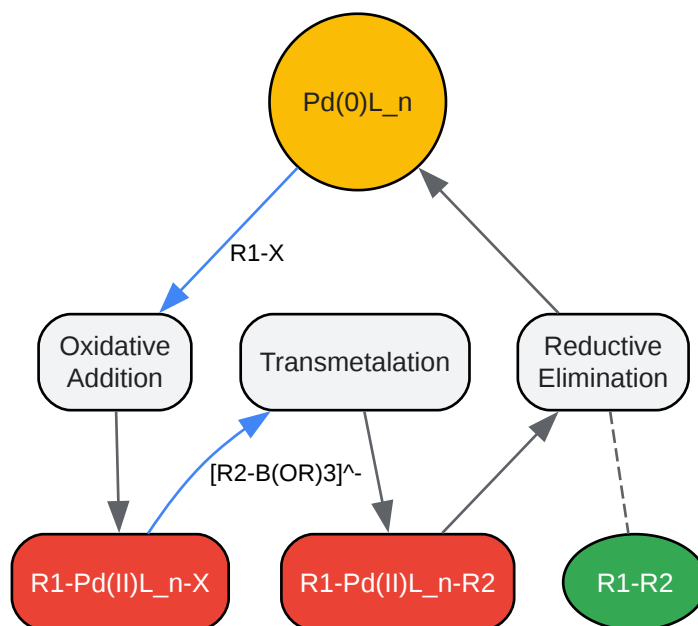 Pd(0)L_n
R1-X
Oxidative
Addition
Transmetalation
Reductive
Elimination
[R2-B(OR)3]^-
R1-Pd(II)L_n-X
R1-Pd(II)L_n-R2
R1-R2